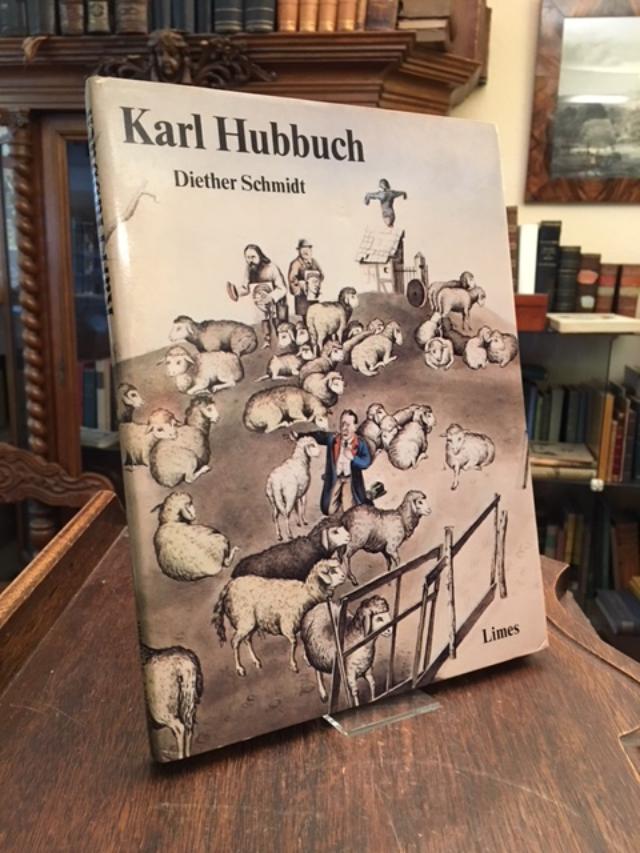 Karl Hubbuch
Diether Schmidt
Limes